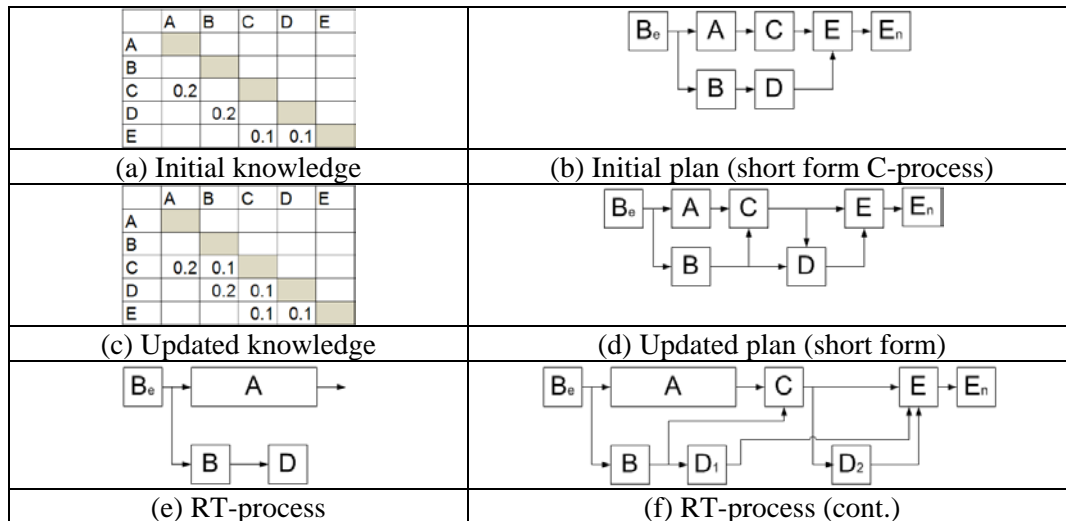 A B C D E
A
B
C 0.2
D 0.2
E 0.1 0.1
(a) Initial knowledge
Be A C E En
B D
(b) Initial plan (short form C-process)
A B C D E
A
B
C 0.2 0.1
D 0.2 0.1
E 0.1 0.1
(c) Updated knowledge
Be A C E En
B D
(d) Updated plan (short form)
Be A
B D
(e) RT-process
Be A C E En
B D1 D2
(f) RT-process (cont.)